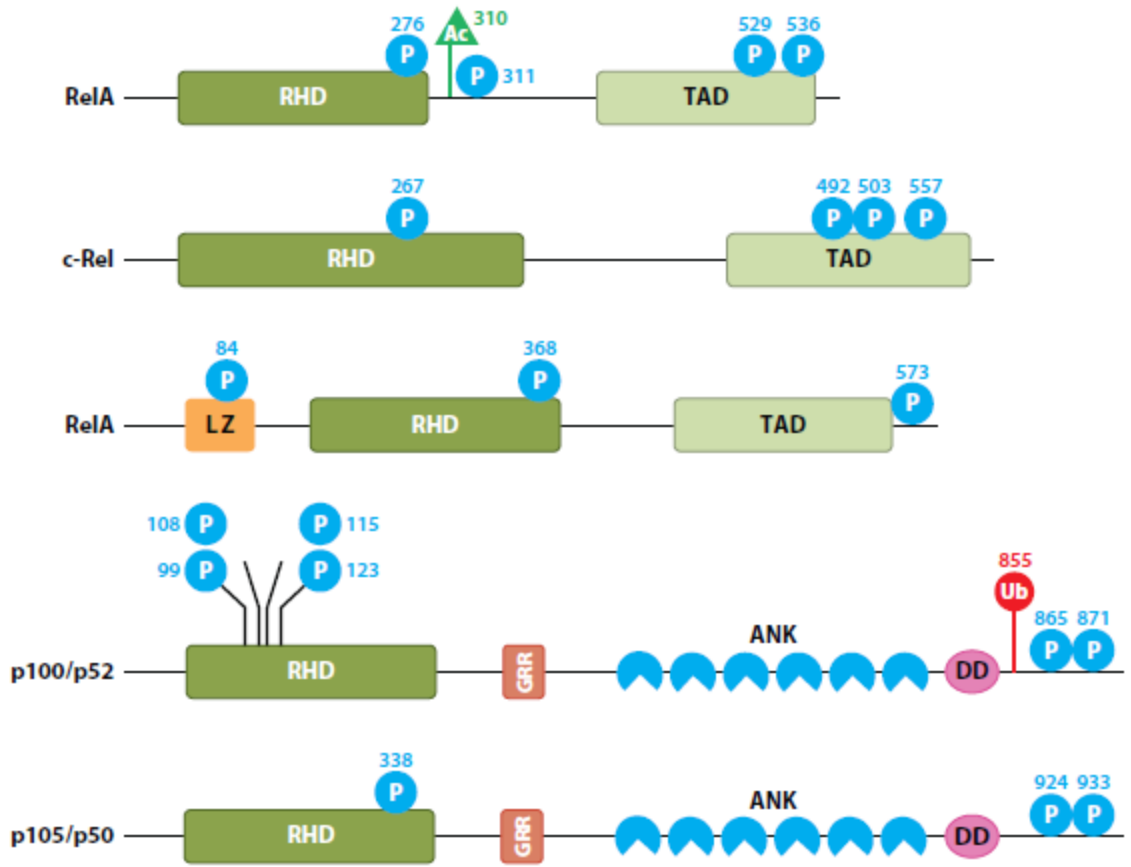 276 310 529 536
P Ac P 311 P P
RelA RHD TAD
267 492 503 557
P P P P
c-Rel RHD TAD
84 368 573
P P P
RelA LZ RHD TAD
108 P P 115
99 P P 123
855
Ub
865 871
P P
ANK
p100/p52 RHD GRR DD
338 924 933
P P P
ANK
p105/p50 RHD GRR DD